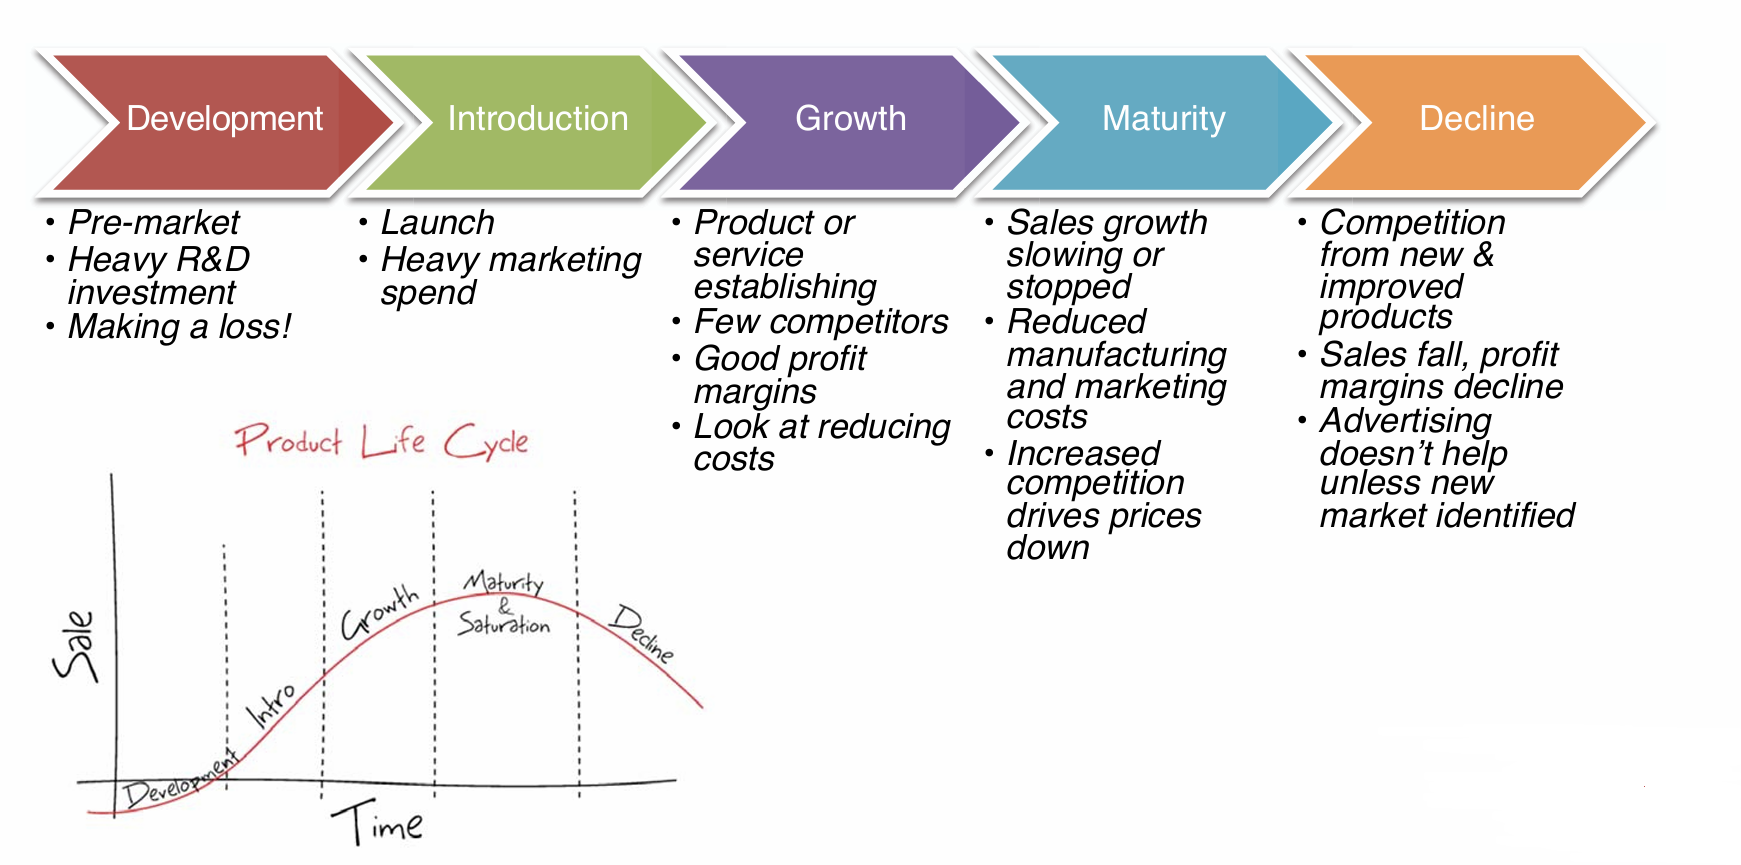 Development
Introduction
Growth
Maturity
Decline
• Pre-market
• Heavy R&D
investment
• Making a loss!
• Launch
• Heavy marketing
spend
• Product or
service
establishing
• Few competitors
• Good profit
margins
• Look at reducing
costs
• Sales growth
slowing or
stopped
• Reduced
manufacturing
and marketing
costs
• Increased
competition
drives prices
down
• Competition
from new &
improved
products
• Sales fall, profit
margins decline
• Advertising
doesn’t help
unless new
market identified
Product Life Cycle
Sale
Development
Intro
Growth
Maturity
&
Saturation
Decline
Time